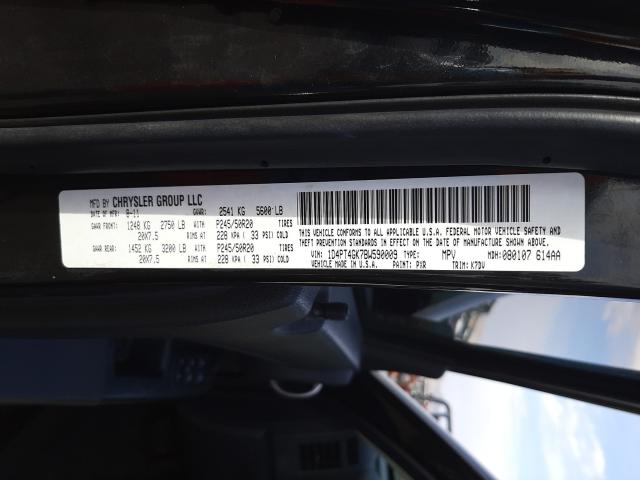 MFD BY CHRYSLER GROUP LLC
DATE OF MFR: 8-11 GVWR: 2541 KG 5600 LB
GAWR FRONT: 1248 KG 2750 LB WITH P245/50R20 TIRES
20X7.5 RIMS AT 228 KPA ( 33 PSI) COLD
GAWR REAR: 1452 KG 3200 LB WITH P245/50R20 TIRES
20X7.5 RIMS AT 228 KPA ( 33 PSI) COLD
THIS VEHICLE CONFORMS TO ALL APPLICABLE U.S.A. FEDERAL MOTOR VEHICLE SAFETY AND
THEFT PREVENTION STANDARDS IN EFFECT ON THE DATE OF MANUFACTURE SHOWN ABOVE.
VIN: 1D4PT4GK7BW590009 TYPE: MPV MDH: 080107 614AA
VEHICLE MADE IN U.S.A. PAINT: PXR TRIM: K7DV